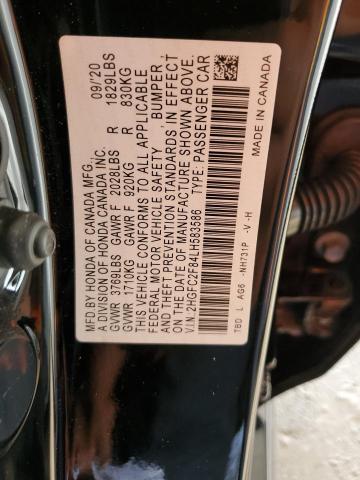 MFD BY HONDA OF CANADA MFG. 09/20
A DIVISION OF HONDA CANADA INC.
GVWR 3769LBS GAWR F 2028LBS R 1829LBS
GVWR 1710KG GAWR F 920KG R 830KG
THIS VEHICLE CONFORMS TO ALL APPLICABLE
FEDERAL MOTOR VEHICLE SAFETY BUMPER,
AND THEFT PREVENTION STANDARDS IN EFFECT
ON THE DATE OF MANUFACTURE SHOWN ABOVE.
V.I.N. 2HGFC2F64LH583586 TYPE: PASSENGER CAR
TBD L AG6 -NH731P -V-H
MADE IN CANADA